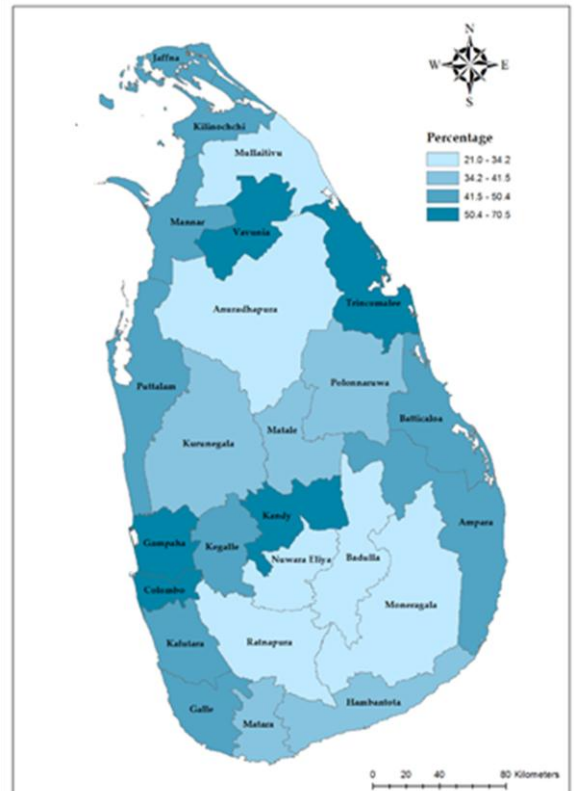 N
W E
S
Jaffna
Kilinochchi
Mullaitivu
Mannar
Vavunia
Trincomalee
Anuradhapura
Puttalam
Polonnaruwa
Batticaloa
Kurunegala
Matale
Kandy
Ampara
Gampaha
Kegalle
Nuwara Eliya
Badulla
Colombo
Moneragala
Kalutara
Ratnapura
Galle
Matara
Hambantota
Percentage
21.0 - 34.2
34.2 - 41.5
41.5 - 50.4
50.4 - 70.5
0 20 40 80 Kilometers